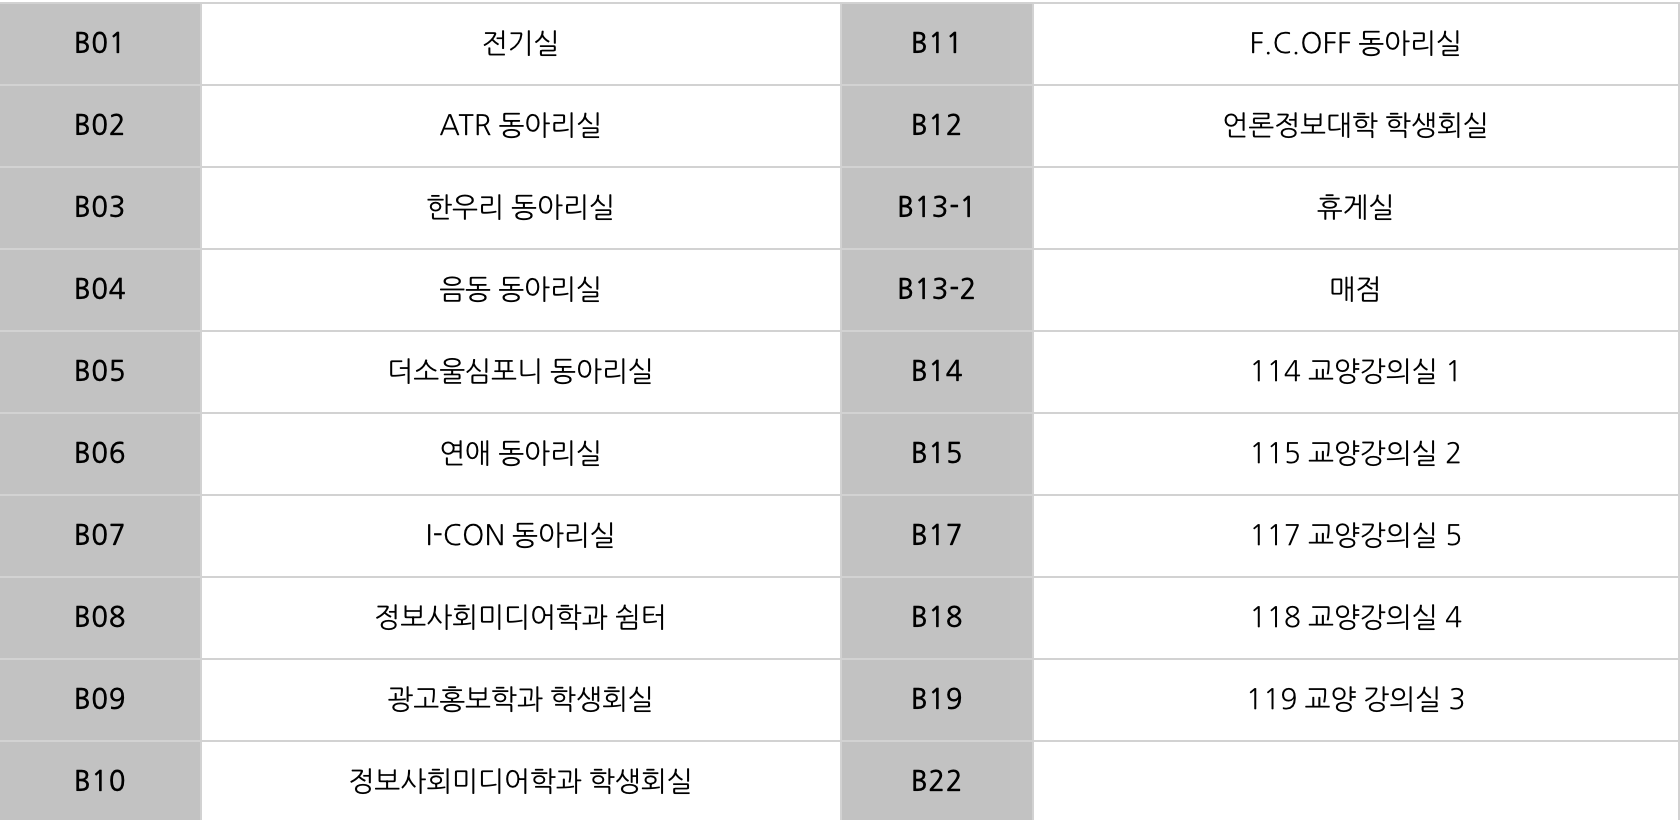 B01 전기실 B11 F.C.OFF 동아리실
B02 ATR 동아리실 B12 언론정보대학 학생회실
B03 한우리 동아리실 B13-1 휴게실
B04 음동 동아리실 B13-2 매점
B05 더소울심포니 동아리실 B14 114 교양강의실 1
B06 연애 동아리실 B15 115 교양강의실 2
B07 I-CON 동아리실 B17 117 교양강의실 5
B08 정보사회미디어학과 쉼터 B18 118 교양강의실 4
B09 광고홍보학과 학생회실 B19 119 교양 강의실 3
B10 정보사회미디어학과 학생회실 B22